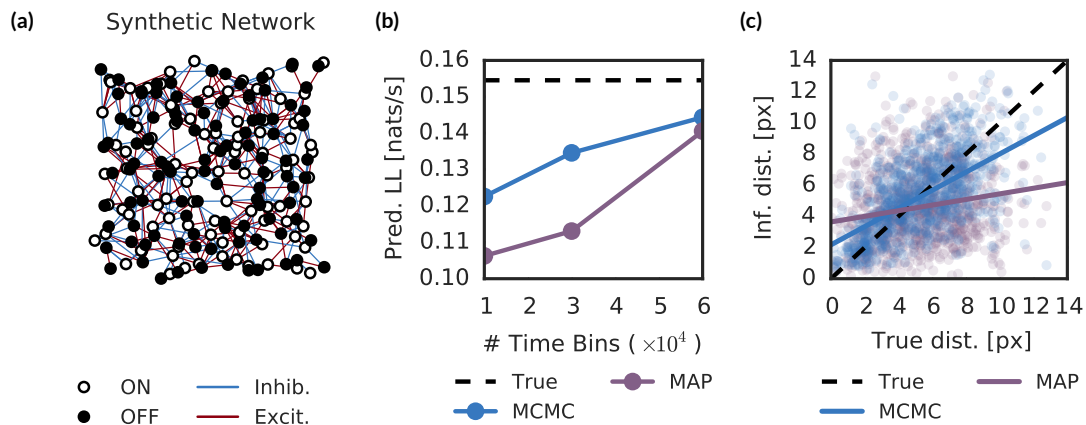 (a)
Synthetic Network
ON
Inhib.
OFF
Excit.
(b)
Pred. LL [nats/s]
0.16
0.15
0.14
0.13
0.12
0.11
0.10
1 2 3 4 5 6
# Time Bins ( ×10⁴)
True
MAP
MCMC
(c)
Inf. dist. [px]
14
12
10
8
6
4
2
0
0 2 4 6 8 10 12 14
True dist. [px]
True
MAP
MCMC